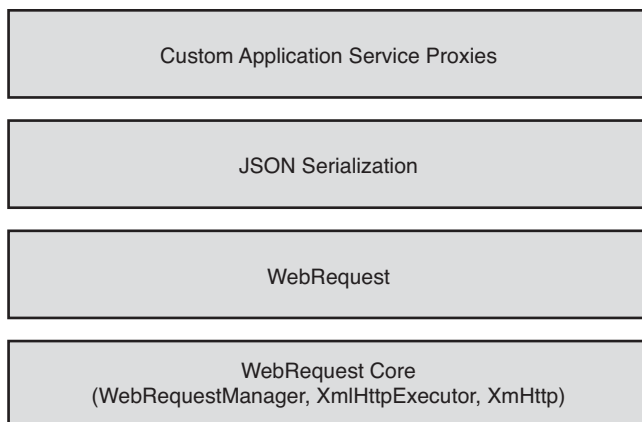 Custom Application Service Proxies
JSON Serialization
WebRequest
WebRequest Core
(WebRequestManager, XmlHttpExecutor, XmHttp)